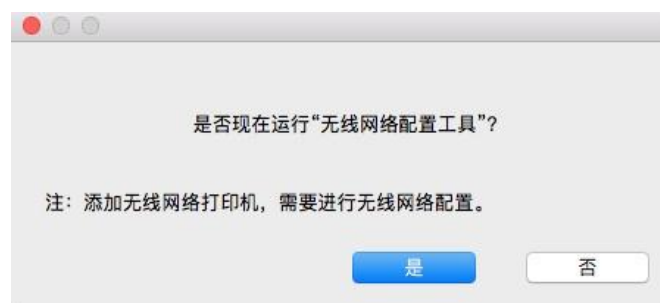 是否现在运行“无线网络配置工具”？
注：添加无线网络打印机，需要进行无线网络配置。
是
否